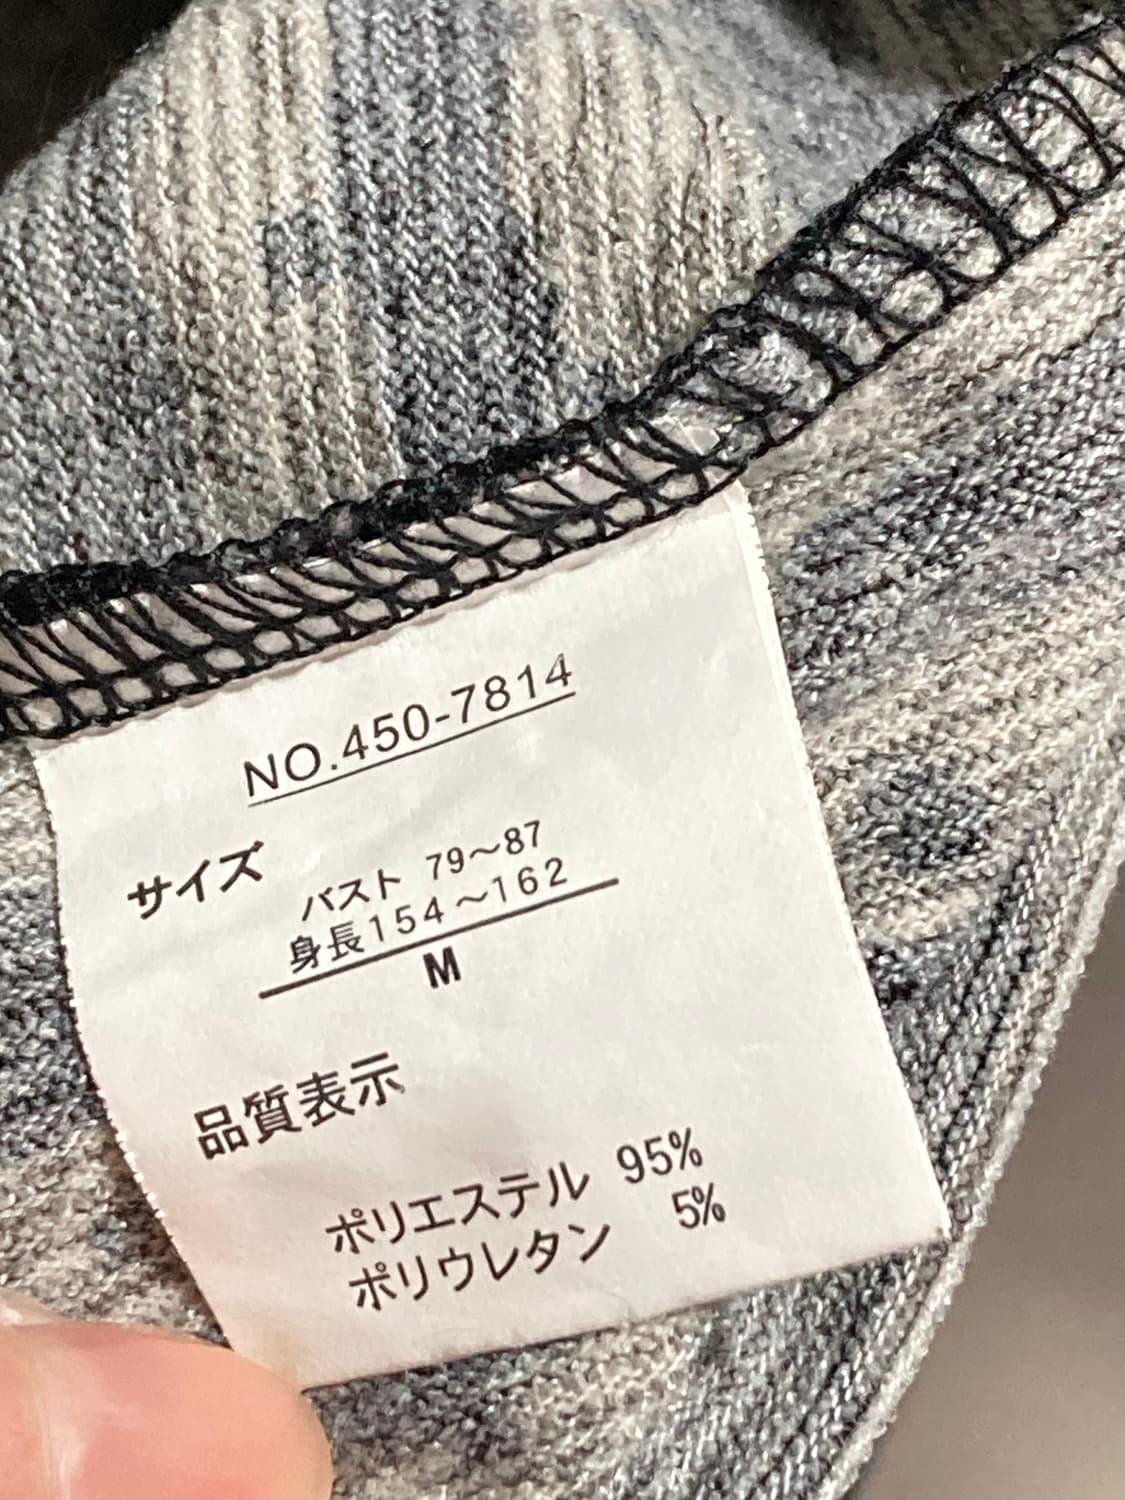 NO.450-7814
サイズ
バスト 79～87
身長154～162
M
品質表示
ポリエステル 95%
ポリウレタン 5%